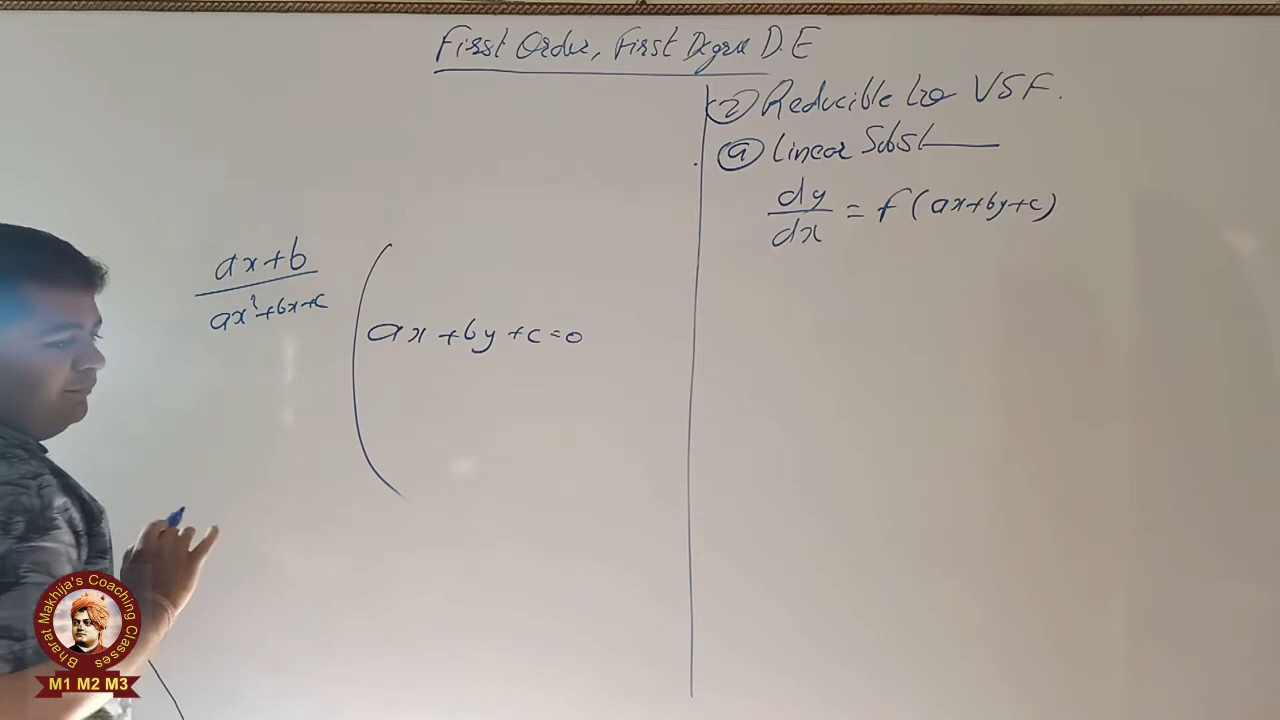 First Order, First Degree D.E
② Reducible to VSF.
ⓐ Linear Subst
dy/dx = f(ax+by+c)
ax+b
ax²+bx+c
ax+by+c=0
Bharat Makhija's Coaching Classes
M1 M2 M3